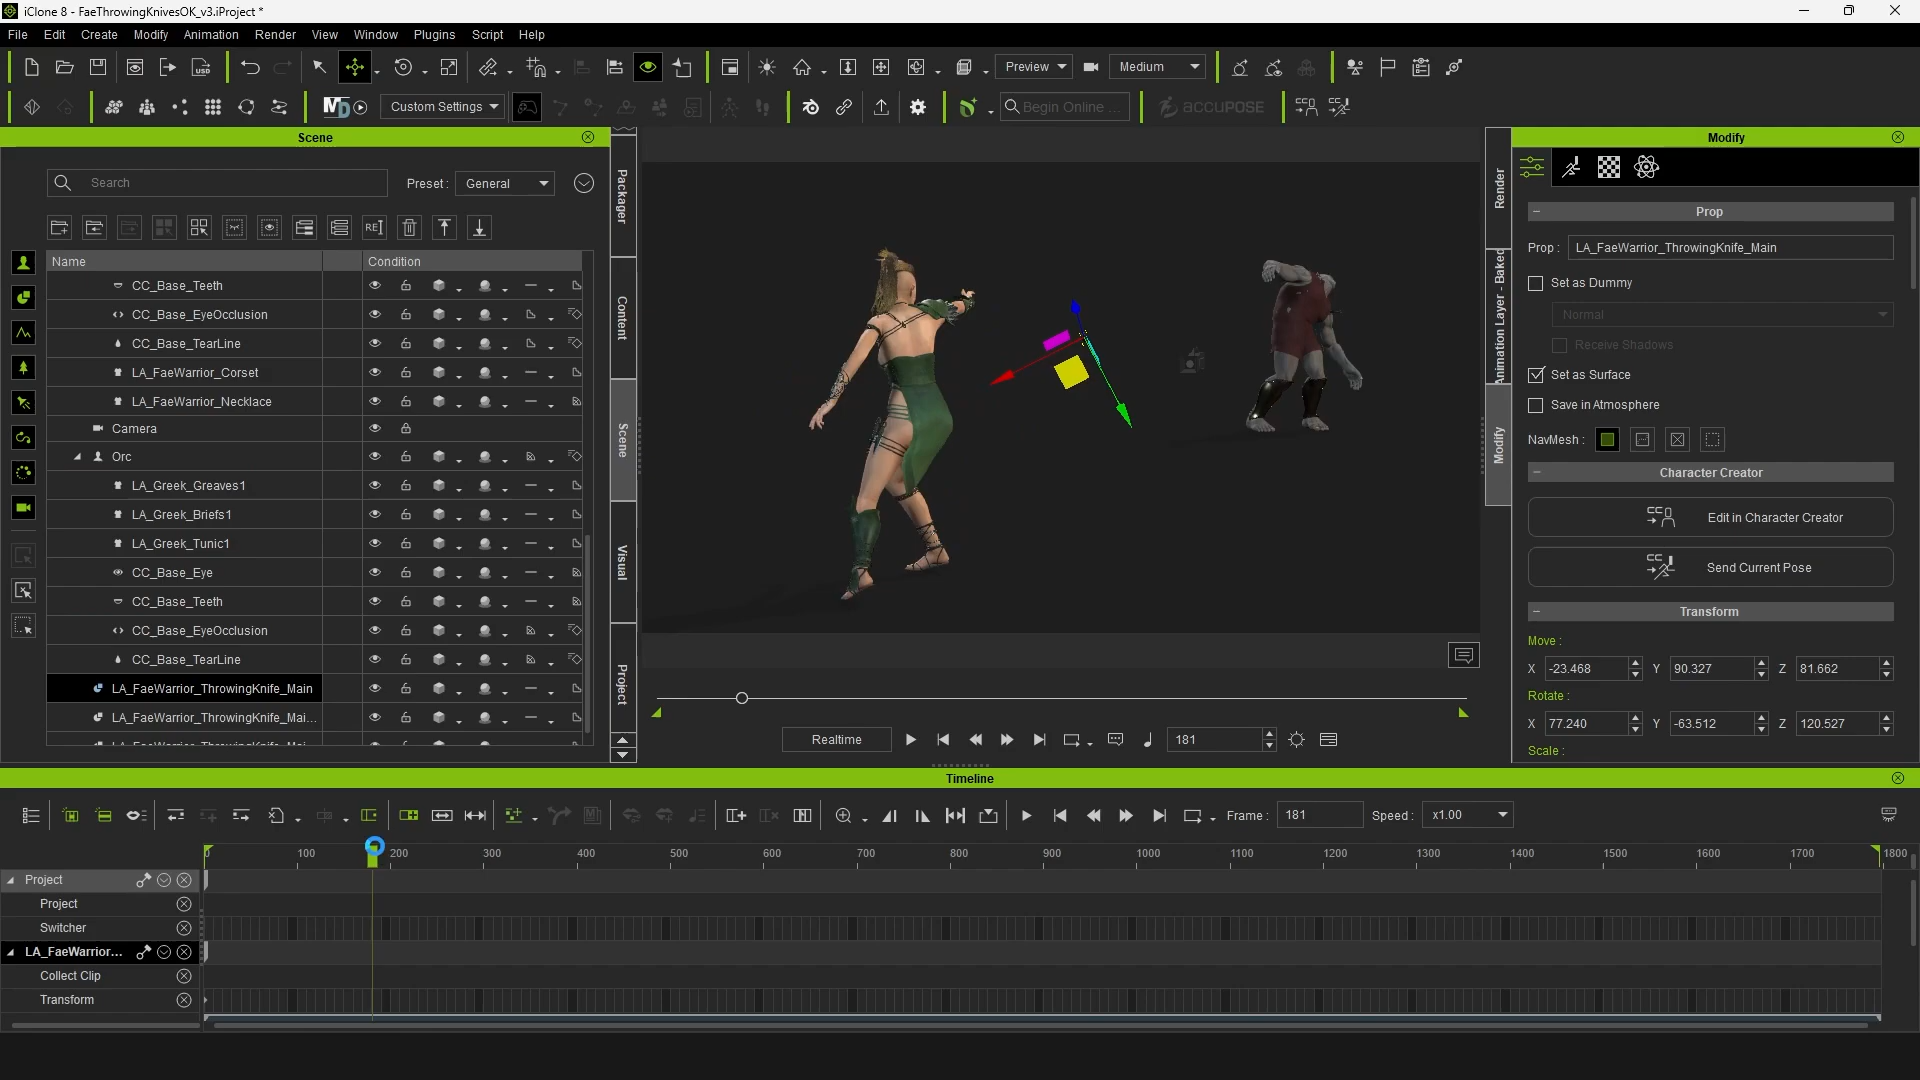 iClone 8 - FaeThrowingKnivesOK_v3.iProject *
File Edit Create Modify Animation Render View Window Plugins Script Help
Preview
Medium
Custom Settings
Begin Online ...
ACCUPOSE
Scene
Search
Preset : General
Name Condition
CC_Base_Teeth
CC_Base_EyeOcclusion
CC_Base_TearLine
LA_FaeWarrior_Corset
LA_FaeWarrior_Necklace
Camera
Orc
LA_Greek_Greaves1
LA_Greek_Briefs1
LA_Greek_Tunic1
CC_Base_Eye
CC_Base_Teeth
CC_Base_EyeOcclusion
CC_Base_TearLine
LA_FaeWarrior_ThrowingKnife_Main
LA_FaeWarrior_ThrowingKnife_Mai...
Packager
Content
Scene
Visual
Project
Realtime
181
Render
Animation Layer - Baked
Modify
Modify
Prop
Prop : LA_FaeWarrior_ThrowingKnife_Main
Set as Dummy
Normal
Receive Shadows
Set as Surface
Save in Atmosphere
NavMesh :
Character Creator
Edit in Character Creator
Send Current Pose
Transform
Move :
X -23.468 Y 90.327 Z 81.662
Rotate :
X 77.240 Y -63.512 Z 120.527
Scale :
Timeline
Frame : 181 Speed : x1.00
0 100 200 300 400 500 600 700 800 900 1000 1100 1200 1300 1400 1500 1600 1700 1800
Project
Project
Switcher
LA_FaeWarrior...
Collect Clip
Transform